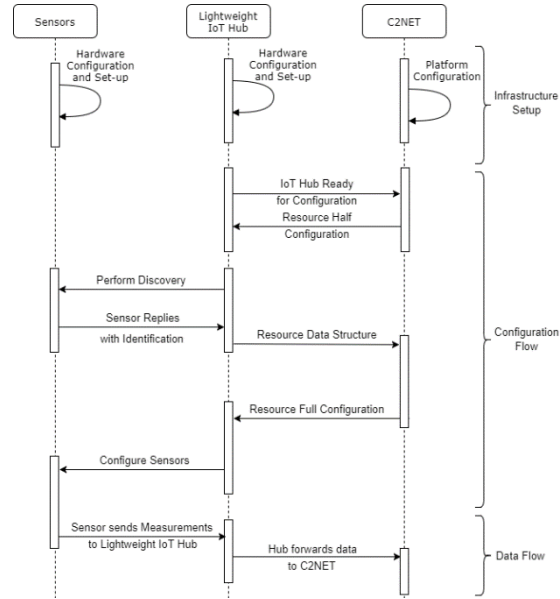 Sensors
Lightweight
IoT Hub
C2NET
Hardware
Configuration
and Set-up
Hardware
Configuration
and Set-up
Platform
Configuration
Infrastructure
Setup
IoT Hub Ready
for Configuration
Resource Half
Configuration
Perform Discovery
Sensor Replies
with Identification
Resource Data Structure
Configuration
Flow
Resource Full Configuration
Configure Sensors
Sensor sends Measurements
to Lightweight IoT Hub
Hub forwards data
to C2NET
Data Flow